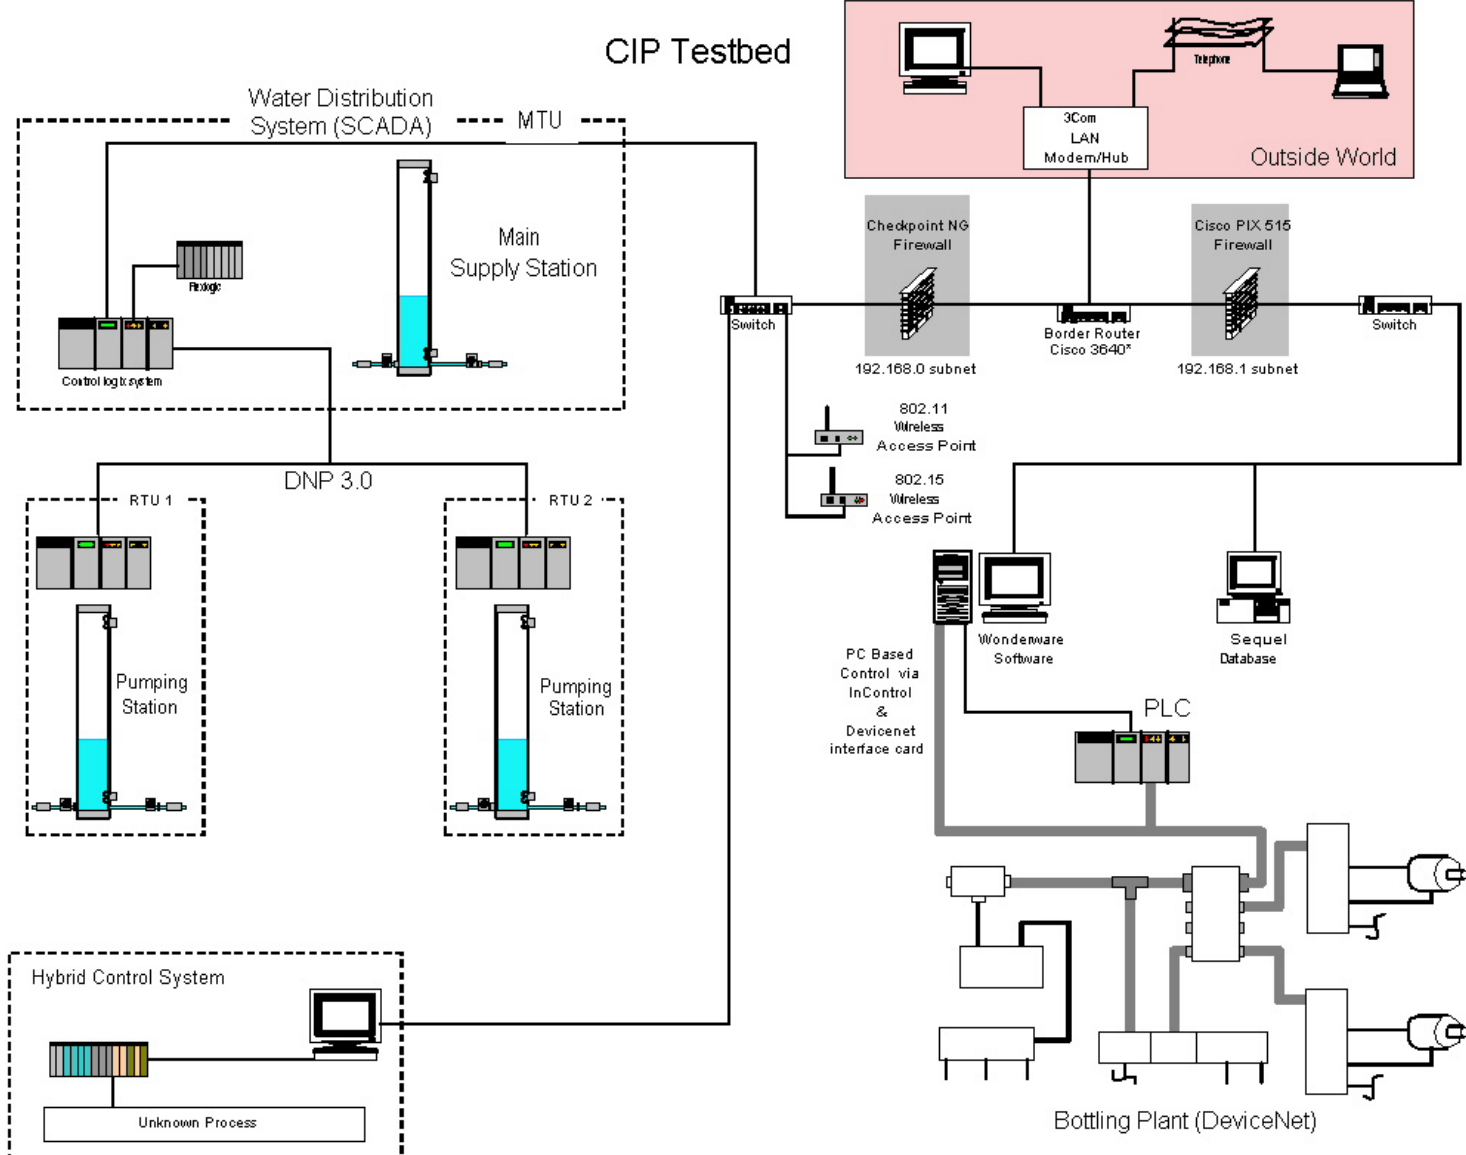 CIP Testbed
Water Distribution
System (SCADA)
MTU
Telephone
3Com
LAN
Modem/Hub
Outside World
Checkpoint NG
Firewall
Cisco PIX 515
Firewall
Main
Supply Station
Flexlogic
Control logix system
Switch
Border Router
Cisco 3640*
Switch
192.168.0 subnet
192.168.1 subnet
802.11
Wireless
Access Point
802.15
Wireless
Access Point
DNP 3.0
RTU 1
RTU 2
Pumping
Station
Pumping
Station
Wonderware
Software
Sequel
Database
PC Based
Control via
InControl
&
Devicenet
interface card
PLC
Hybrid Control System
Unknown Process
Bottling Plant (DeviceNet)